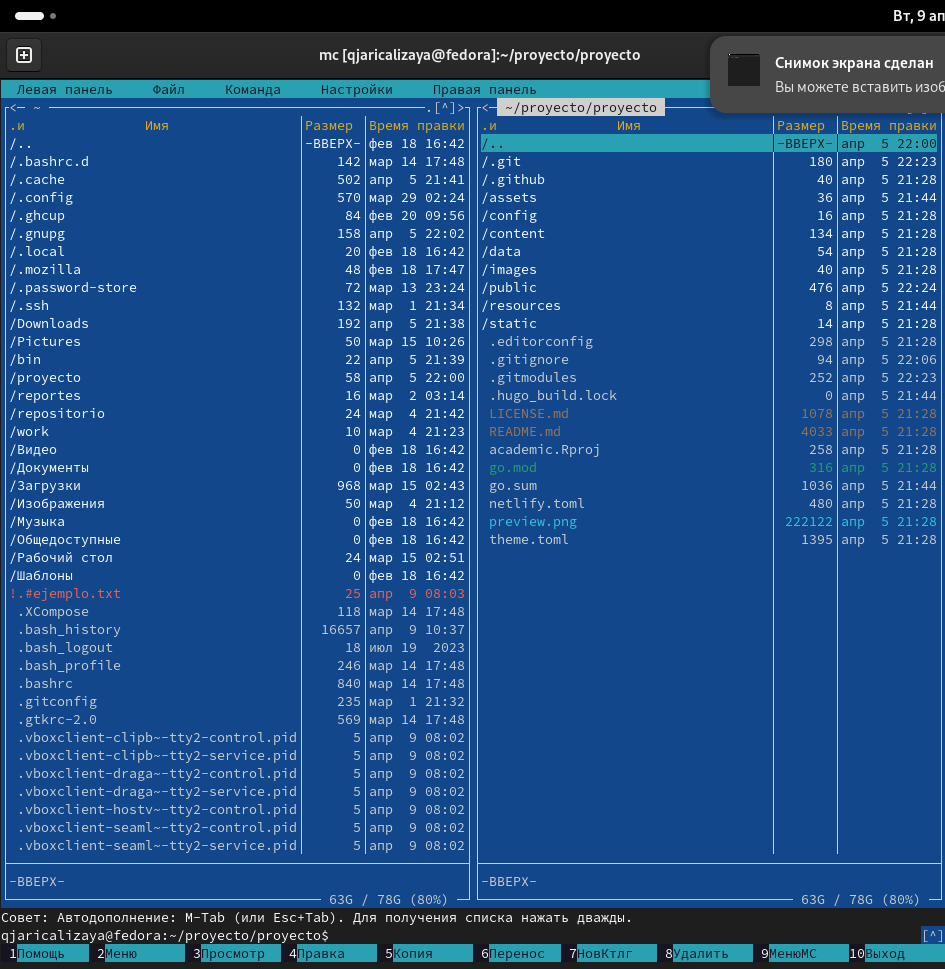 Вт, 9 ап
mc [qjaricalizaya@fedora]:~/proyecto/proyecto
Снимок экрана сделан
Вы можете вставить изоб
Левая панель Файл Команда Настройки Правая панель
<─ ~ .[^]> <─ ~/proyecto/proyecto
.и Имя Размер Время правки .и Имя Размер Время правки
/.. -ВВЕРХ- фев 18 16:42 /.. -ВВЕРХ- апр 5 22:00
/.bashrc.d 142 мар 14 17:48 /.git 180 апр 5 22:23
/.cache 502 апр 5 21:41 /.github 40 апр 5 21:28
/.config 570 мар 29 02:24 /assets 36 апр 5 21:44
/.ghcup 84 фев 20 09:56 /config 16 апр 5 21:28
/.gnupg 158 апр 5 22:02 /content 134 апр 5 21:28
/.local 20 фев 18 16:42 /data 54 апр 5 21:28
/.mozilla 48 фев 18 17:47 /images 40 апр 5 21:28
/.password-store 72 мар 13 23:24 /public 476 апр 5 22:24
/.ssh 132 мар 1 21:34 /resources 8 апр 5 21:44
/Downloads 192 апр 5 21:38 /static 14 апр 5 21:28
/Pictures 50 мар 15 10:26 .editorconfig 298 апр 5 21:28
/bin 22 апр 5 21:39 .gitignore 94 апр 5 22:06
/proyecto 58 апр 5 22:00 .gitmodules 252 апр 5 22:23
/reportes 16 мар 2 03:14 .hugo_build.lock 0 апр 5 21:44
/repositorio 24 мар 4 21:42 LICENSE.md 1078 апр 5 21:28
/work 10 мар 4 21:23 README.md 4033 апр 5 21:28
/Видео 0 фев 18 16:42 academic.Rproj 258 апр 5 21:28
/Документы 0 фев 18 16:42 go.mod 316 апр 5 21:28
/Загрузки 968 мар 15 02:43 go.sum 1036 апр 5 21:44
/Изображения 50 мар 4 21:12 netlify.toml 480 апр 5 21:28
/Музыка 0 фев 18 16:42 preview.png 222122 апр 5 21:28
/Общедоступные 0 фев 18 16:42 theme.toml 1395 апр 5 21:28
/Рабочий стол 24 мар 15 02:51
/Шаблоны 0 фев 18 16:42
!.#ejemplo.txt 25 апр 9 08:03
.XCompose 118 мар 14 17:48
.bash_history 16657 апр 9 10:37
.bash_logout 18 июл 19 2023
.bash_profile 246 мар 14 17:48
.bashrc 840 мар 14 17:48
.gitconfig 235 мар 1 21:32
.gtkrc-2.0 569 мар 14 17:48
.vboxclient-clipb~-tty2-control.pid 5 апр 9 08:02
.vboxclient-clipb~-tty2-service.pid 5 апр 9 08:02
.vboxclient-draga~-tty2-control.pid 5 апр 9 08:02
.vboxclient-draga~-tty2-service.pid 5 апр 9 08:02
.vboxclient-hostv~-tty2-control.pid 5 апр 9 08:02
.vboxclient-seaml~-tty2-control.pid 5 апр 9 08:02
.vboxclient-seaml~-tty2-service.pid 5 апр 9 08:02
-ВВЕРХ- -ВВЕРХ-
63G / 78G (80%) 63G / 78G (80%)
Совет: Автодополнение: M-Tab (или Esc+Tab). Для получения списка нажать дважды.
qjaricalizaya@fedora:~/proyecto/proyecto$ [^]
1Помощь 2Меню 3Просмотр 4Правка 5Копия 6Перенос 7НовКтлг 8Удалить 9МенюMC 10Выход